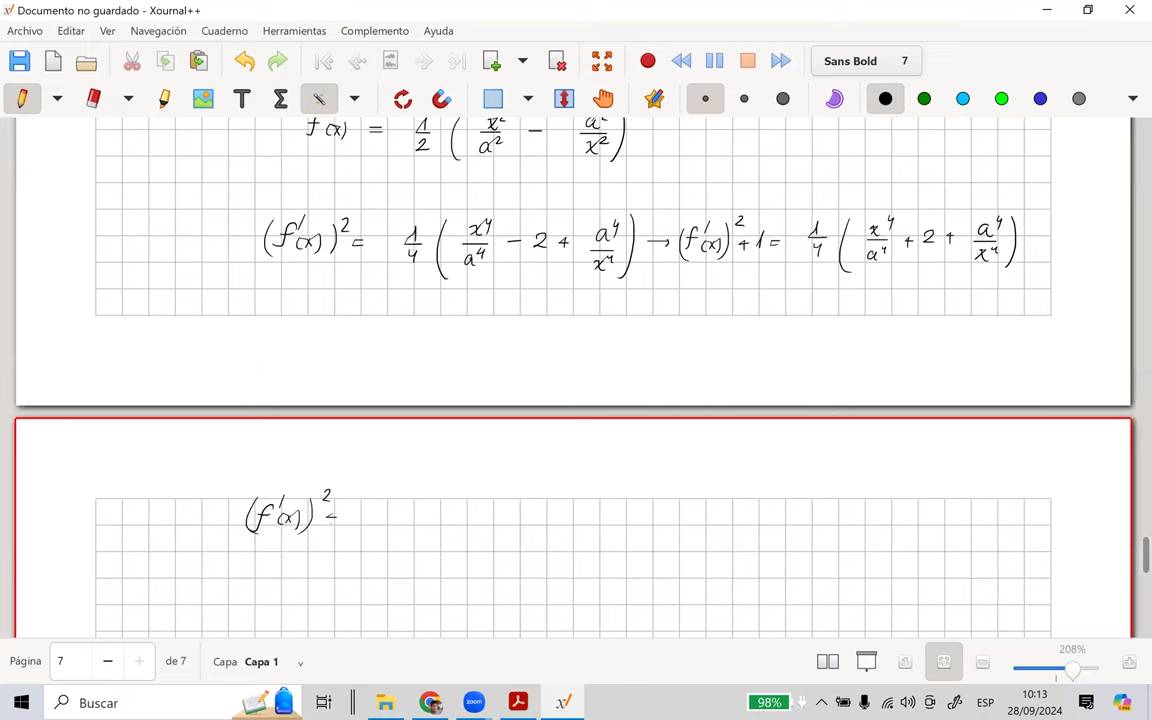 Documento no guardado - Xournal++
Archivo Editar Ver Navegación Cuaderno Herramientas Complemento Ayuda
Sans Bold 7
f'(x) = 1/2 ( x²/a² - a²/x² )
(f'(x))² = 1/4 ( x⁴/a⁴ - 2 + a⁴/x⁴ ) → (f'(x))² + 1 = 1/4 ( x⁴/a⁴ + 2 + a⁴/x⁴ )
(f'(x))²
Página 7 de 7 Capa Capa 1 208%
Buscar 98% ESP 10:13
28/09/2024